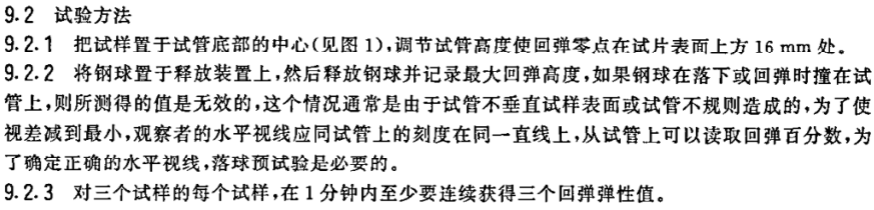 9.2 试验方法
9.2.1 把试样置于试管底部的中心(见图1),调节试管高度使回弹零点在试片表面上方 16 mm 处。
9.2.2 将钢球置于释放装置上,然后释放钢球并记录最大回弹高度,如果钢球在落下或回弹时撞在试
管上,则所测得的值是无效的,这个情况通常是由于试管不垂直试样表面或试管不规则造成的,为了使
视差减到最小,观察者的水平视线应同试管上的刻度在同一直线上,从试管上可以读取回弹百分数,为
了确定正确的水平视线,落球预试验是必要的。
9.2.3 对三个试样的每个试样,在 1 分钟内至少要连续获得三个回弹弹性值。